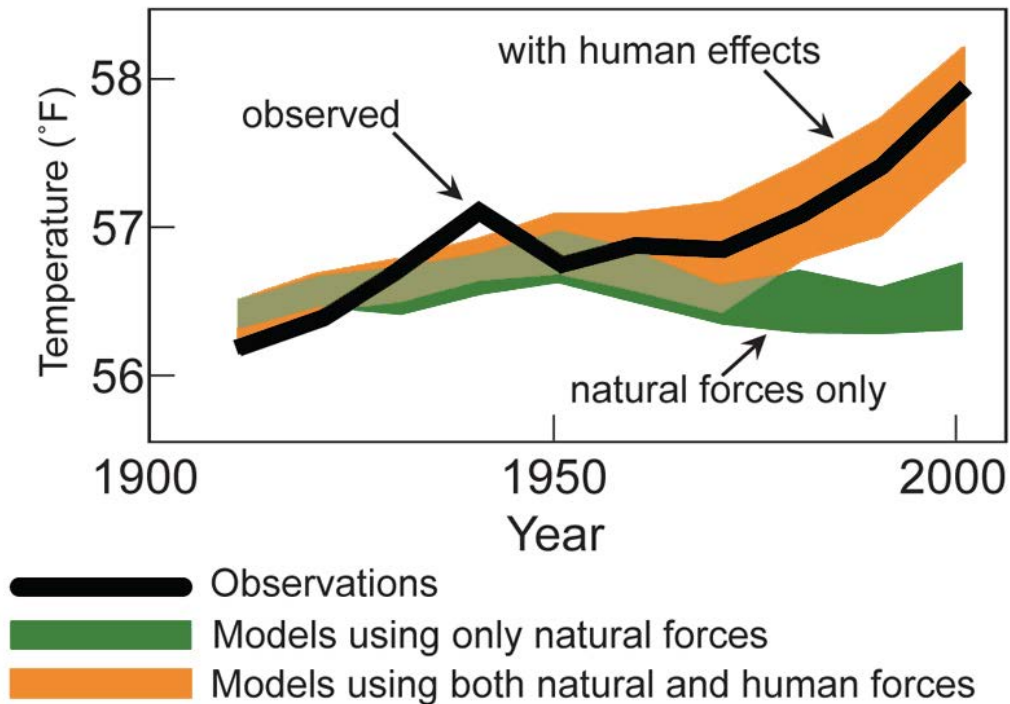 with human effects
observed
58
57
56
Temperature (˚F)
natural forces only
1900
1950
2000
Year
Observations
Models using only natural forces
Models using both natural and human forces